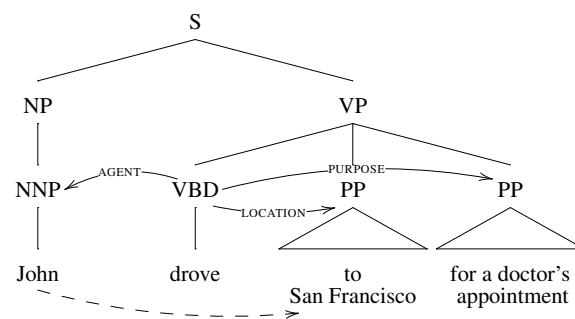 S
NP VP
AGENT PURPOSE
NNP VBD PP PP
LOCATION
John drove to for a doctor's
San Francisco appointment